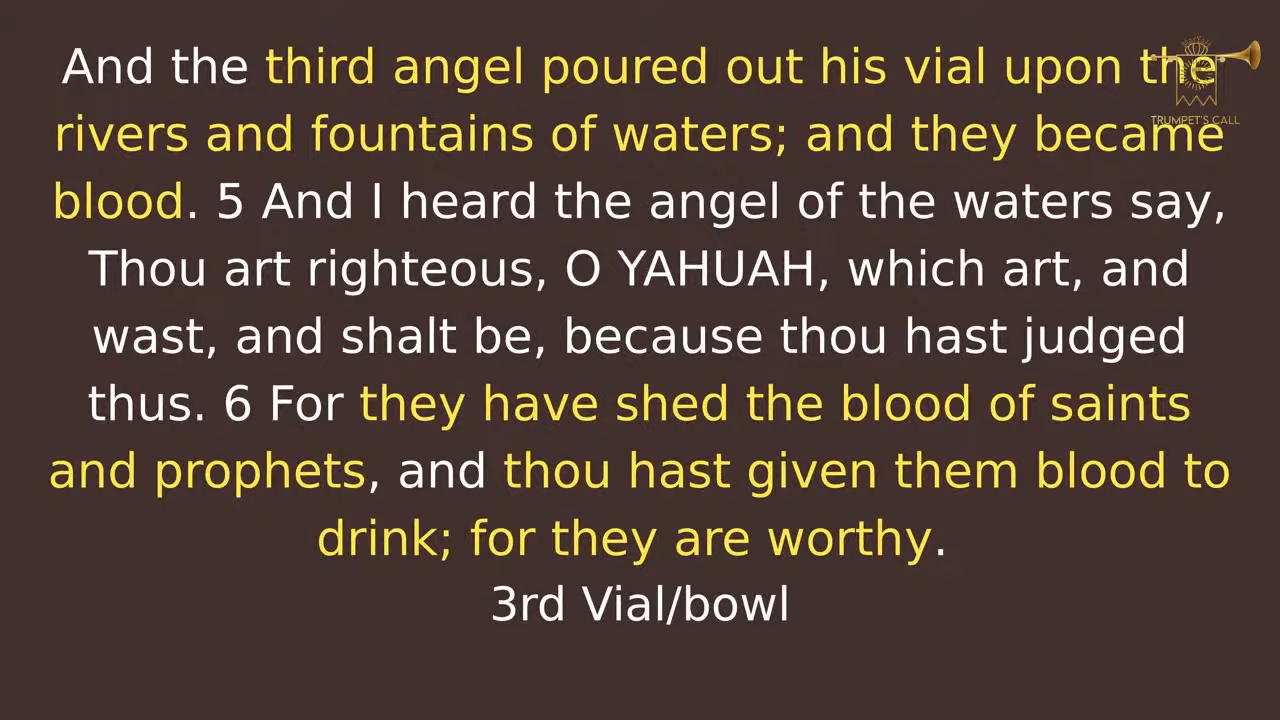 And the third angel poured out his vial upon the
rivers and fountains of waters; and they became
blood. 5 And I heard the angel of the waters say,
Thou art righteous, O YAHUAH, which art, and
wast, and shalt be, because thou hast judged
thus. 6 For they have shed the blood of saints
and prophets, and thou hast given them blood to
drink; for they are worthy.
3rd Vial/bowl
TRUMPET'S CALL